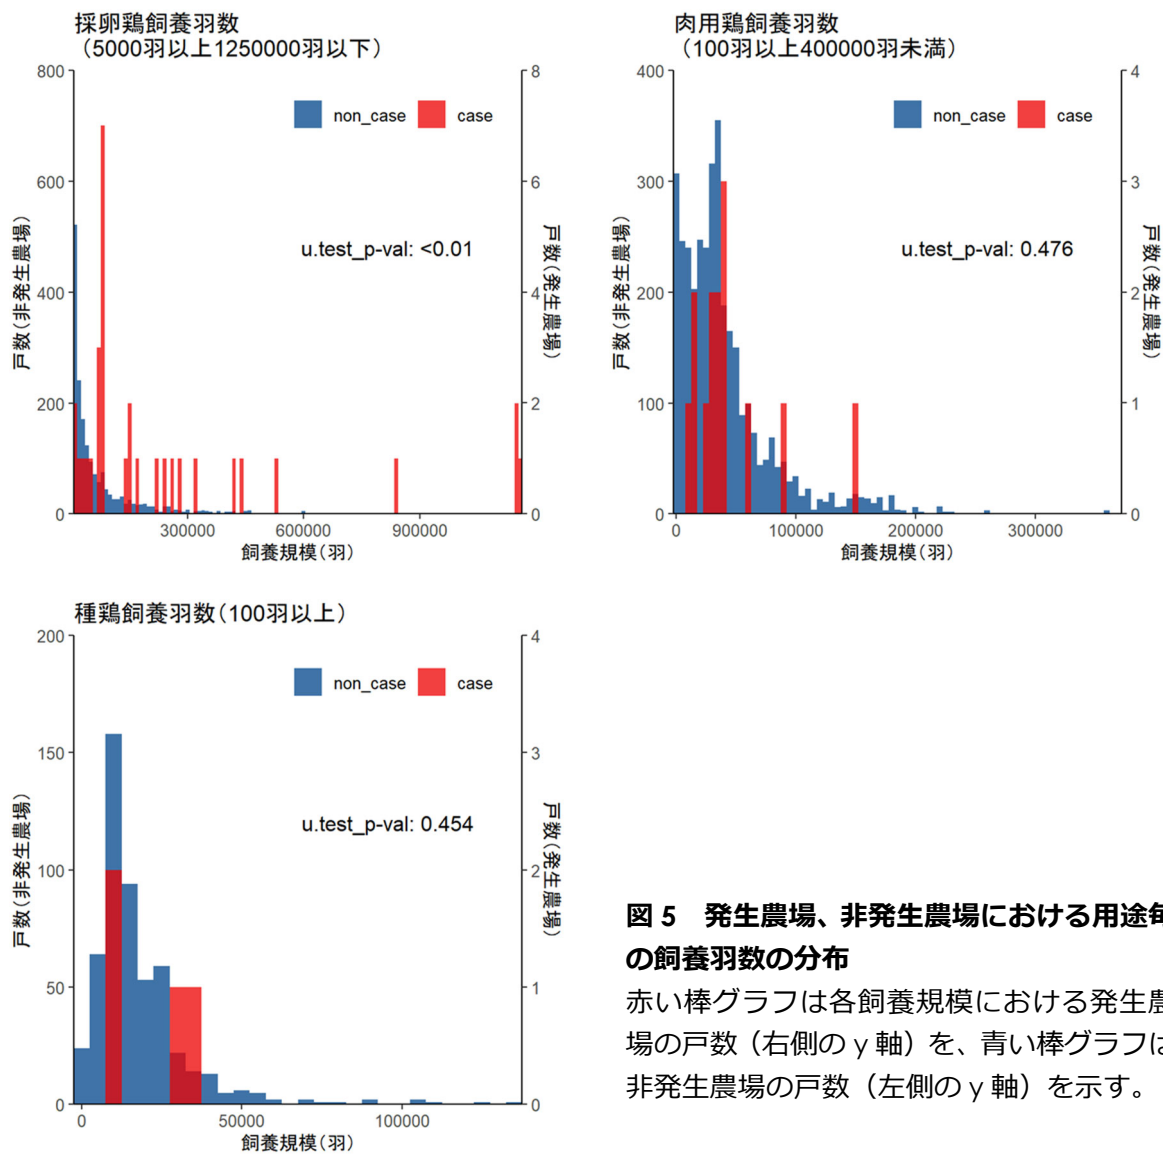 採卵鶏飼養羽数
（5000羽以上1250000羽以下）
800
600
400
200
0
8
6
4
2
0
non_case
case
u.test_p-val: <0.01
戸数（非発生農場）
戸数（発生農場）
300000
600000
900000
飼養規模（羽）
肉用鶏飼養羽数
（100羽以上400000羽未満）
400
300
200
100
0
4
3
2
1
0
non_case
case
u.test_p-val: 0.476
戸数（非発生農場）
戸数（発生農場）
0
100000
200000
300000
飼養規模（羽）
種鶏飼養羽数（100羽以上）
200
150
100
50
0
4
3
2
1
0
non_case
case
u.test_p-val: 0.454
戸数（非発生農場）
戸数（発生農場）
0
50000
100000
飼養規模（羽）
図 5　発生農場、非発生農場における用途毎
の飼養羽数の分布
赤い棒グラフは各飼養規模における発生農
場の戸数（右側の y 軸）を、青い棒グラフは
非発生農場の戸数（左側の y 軸）を示す。